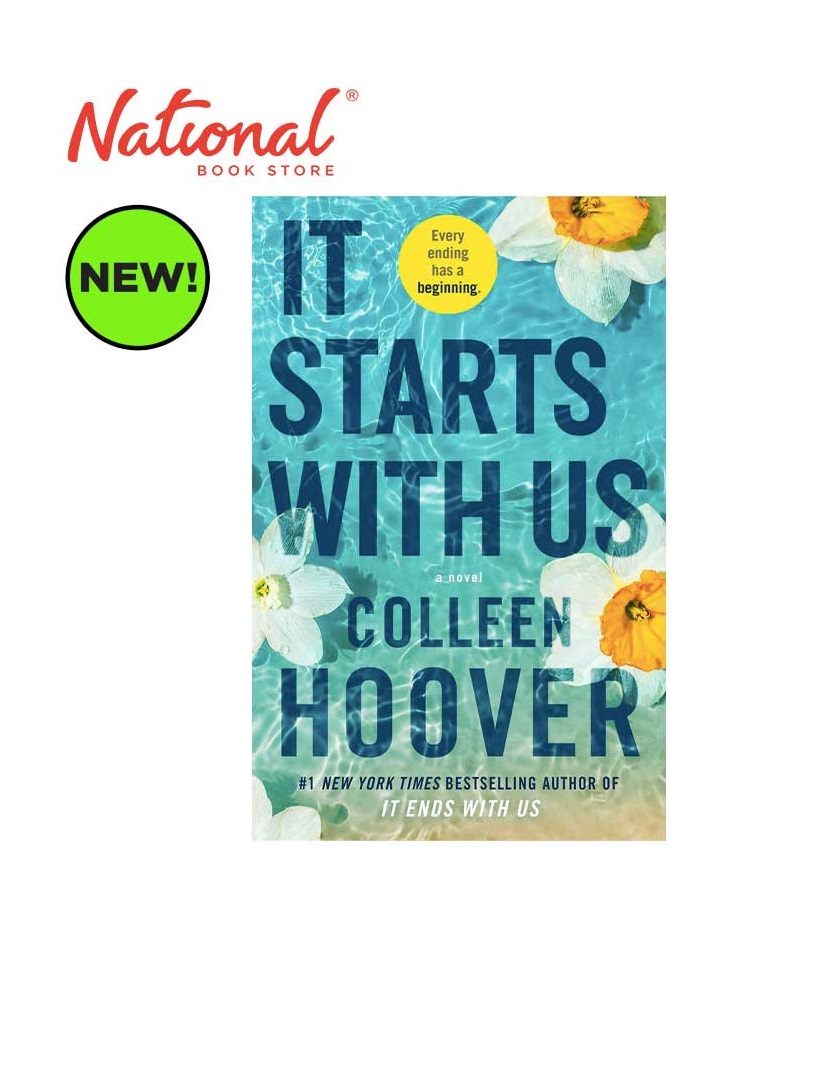 National®
BOOK STORE
NEW!
IT
Every
ending
has a
beginning.
STARTS
WITH US
a novel
COLLEEN
HOOVER
#1 NEW YORK TIMES BESTSELLING AUTHOR OF
IT ENDS WITH US